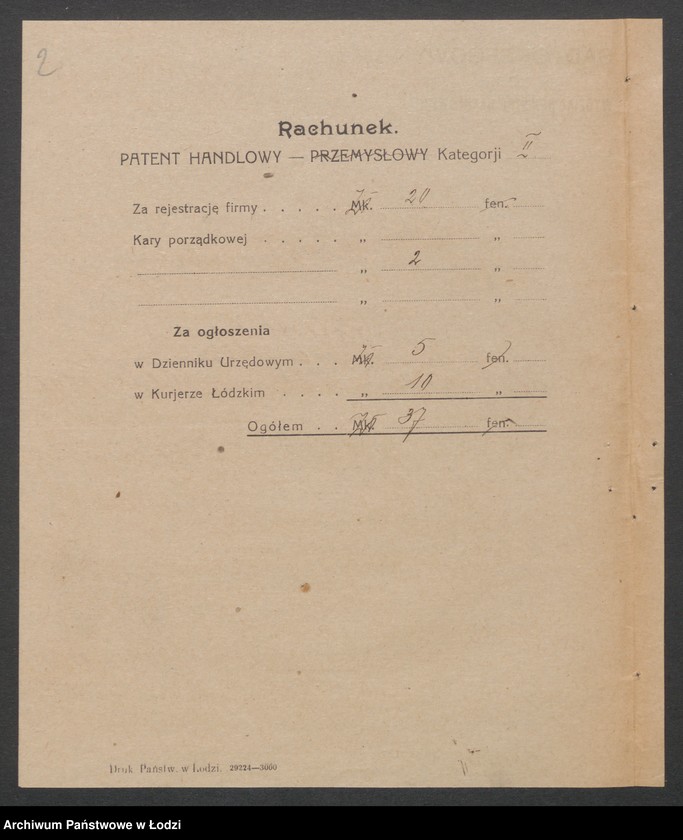 2
Rachunek.
PATENT HANDLOWY — PRZEMYSŁOWY Kategorji II
Za rejestrację firmy . . . . . Mk. 20 fen.
Kary porządkowej . . . . . „ „
„ 2 „
„ „
Za ogłoszenia
w Dzienniku Urzędowym . . . Mk. 5 fen.
w Kurjerze Łódzkim . . . . „ 10 „
Ogółem . . Mk. 37 fen.
Druk Państw. w Łodzi. 29224—3000
Archiwum Państwowe w Łodzi